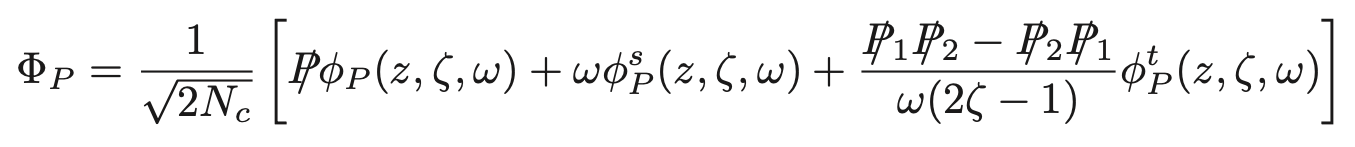 $$\Phi_P = \frac{1}{\sqrt{2N_c}} \left[ \not{P}\phi_P(z,\zeta,\omega) + \omega\phi_P^s(z,\zeta,\omega) + \frac{\not{P}_1\not{P}_2 - \not{P}_2\not{P}_1}{\omega(2\zeta-1)} \phi_P^t(z,\zeta,\omega) \right]$$